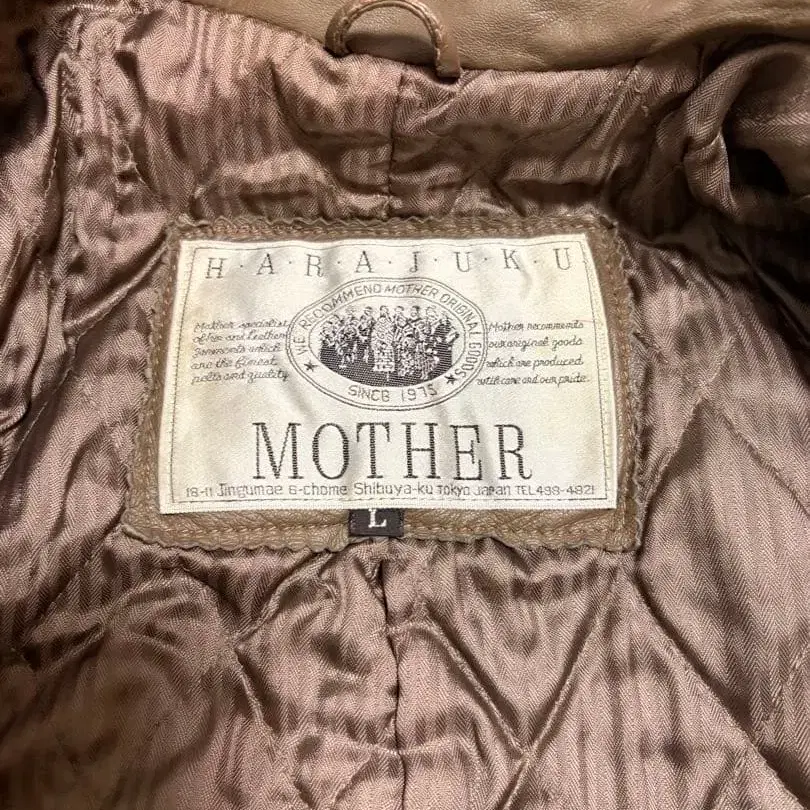 H·A·R·A·J·U·K·U
WE RECOMMEND MOTHER ORIGINAL GOODS
★ SINCE 1975 ★
Mother specialist
of fur and leather
garments which
are the finest
pelts and quality
Mother recommends
our original goods
which are produced
with care and our pride.
MOTHER
18-11 Jingumae 6-chome Shibuya-ku Tokyo Japan TEL498-4821
L